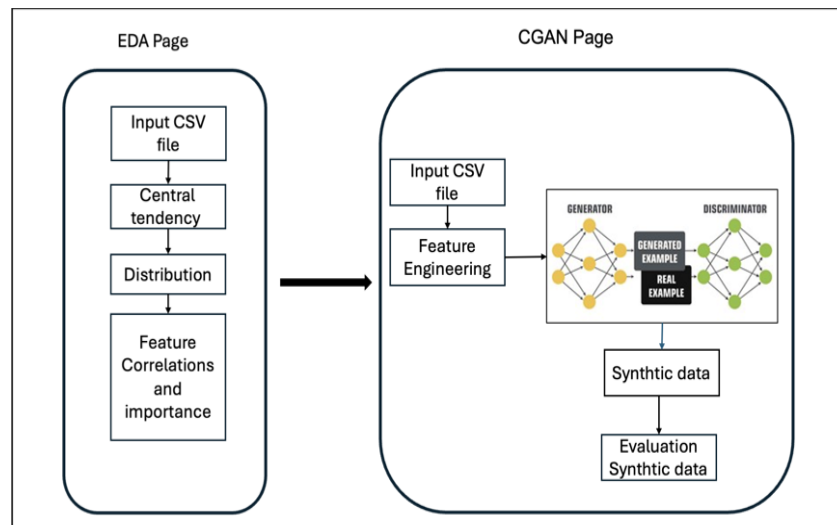 EDA Page
Input CSV
file
Central
tendency
Distribution
Feature
Correlations
and
importance
CGAN Page
Input CSV
file
Feature
Engineering
GENERATOR
GENERATED
EXAMPLE
REAL
EXAMPLE
DISCRIMINATOR
Synthtic data
Evaluation
Synthtic data